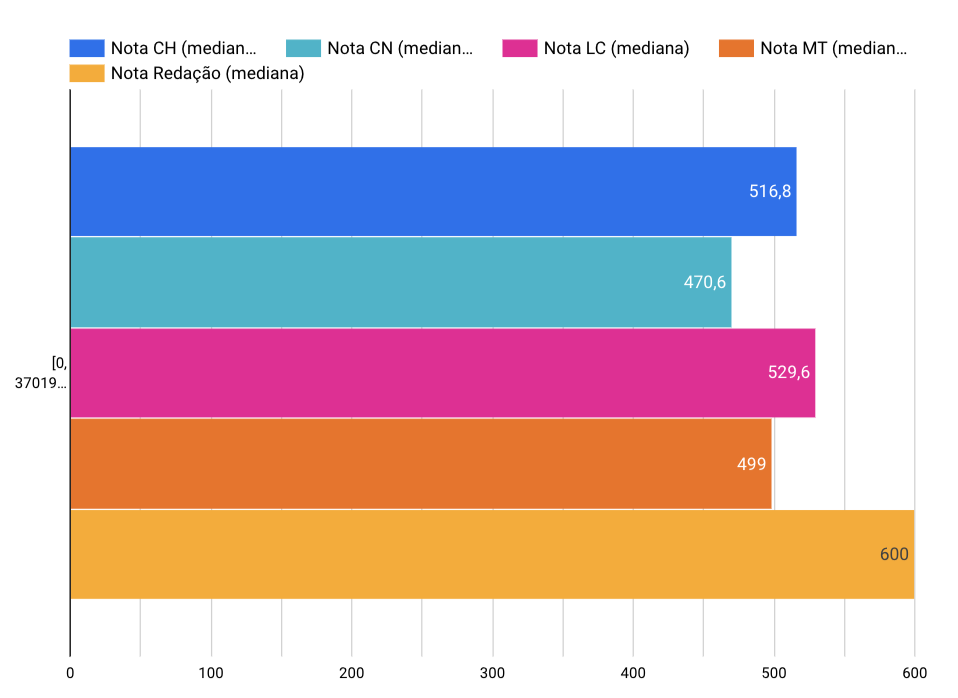 Nota CH (median... Nota CN (median... Nota LC (mediana) Nota MT (median...
Nota Redação (mediana)
516,8
470,6
[0,
37019...
529,6
499
600
0 100 200 300 400 500 600